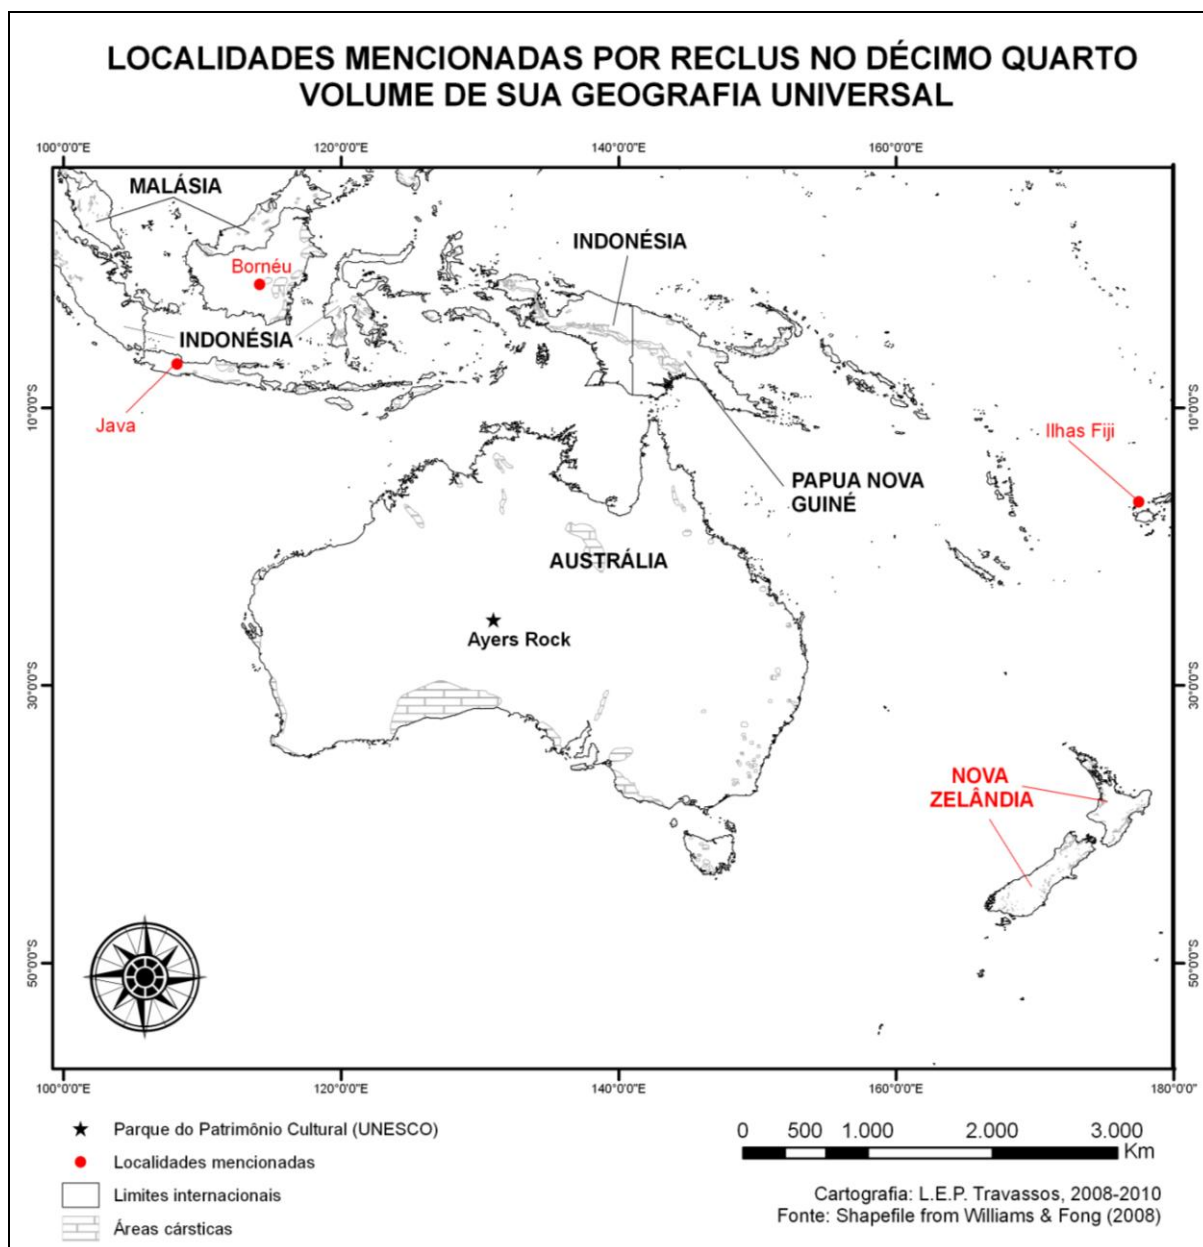 LOCALIDADES MENCIONADAS POR RECLUS NO DÉCIMO QUARTO
VOLUME DE SUA GEOGRAFIA UNIVERSAL
100°0'0"E
120°0'0"E
140°0'0"E
160°0'0"E
180°0'0"
MALÁSIA
INDONÉSIA
Bornéu
INDONÉSIA
10°0'0"S
10°0'0"S
Java
Ilhas Fiji
PAPUA NOVA
GUINÉ
AUSTRÁLIA
Ayers Rock
30°0'0"S
30°0'0"S
NOVA
ZELÂNDIA
50°0'0"S
50°0'0"S
100°0'0"E
120°0'0"E
140°0'0"E
160°0'0"E
180°0'0"
Parque do Patrimônio Cultural (UNESCO)
Localidades mencionadas
Limites internacionais
Áreas cársticas
0 500 1.000 2.000 3.000
Km
Cartografia: L.E.P. Travassos, 2008-2010
Fonte: Shapefile from Williams & Fong (2008)